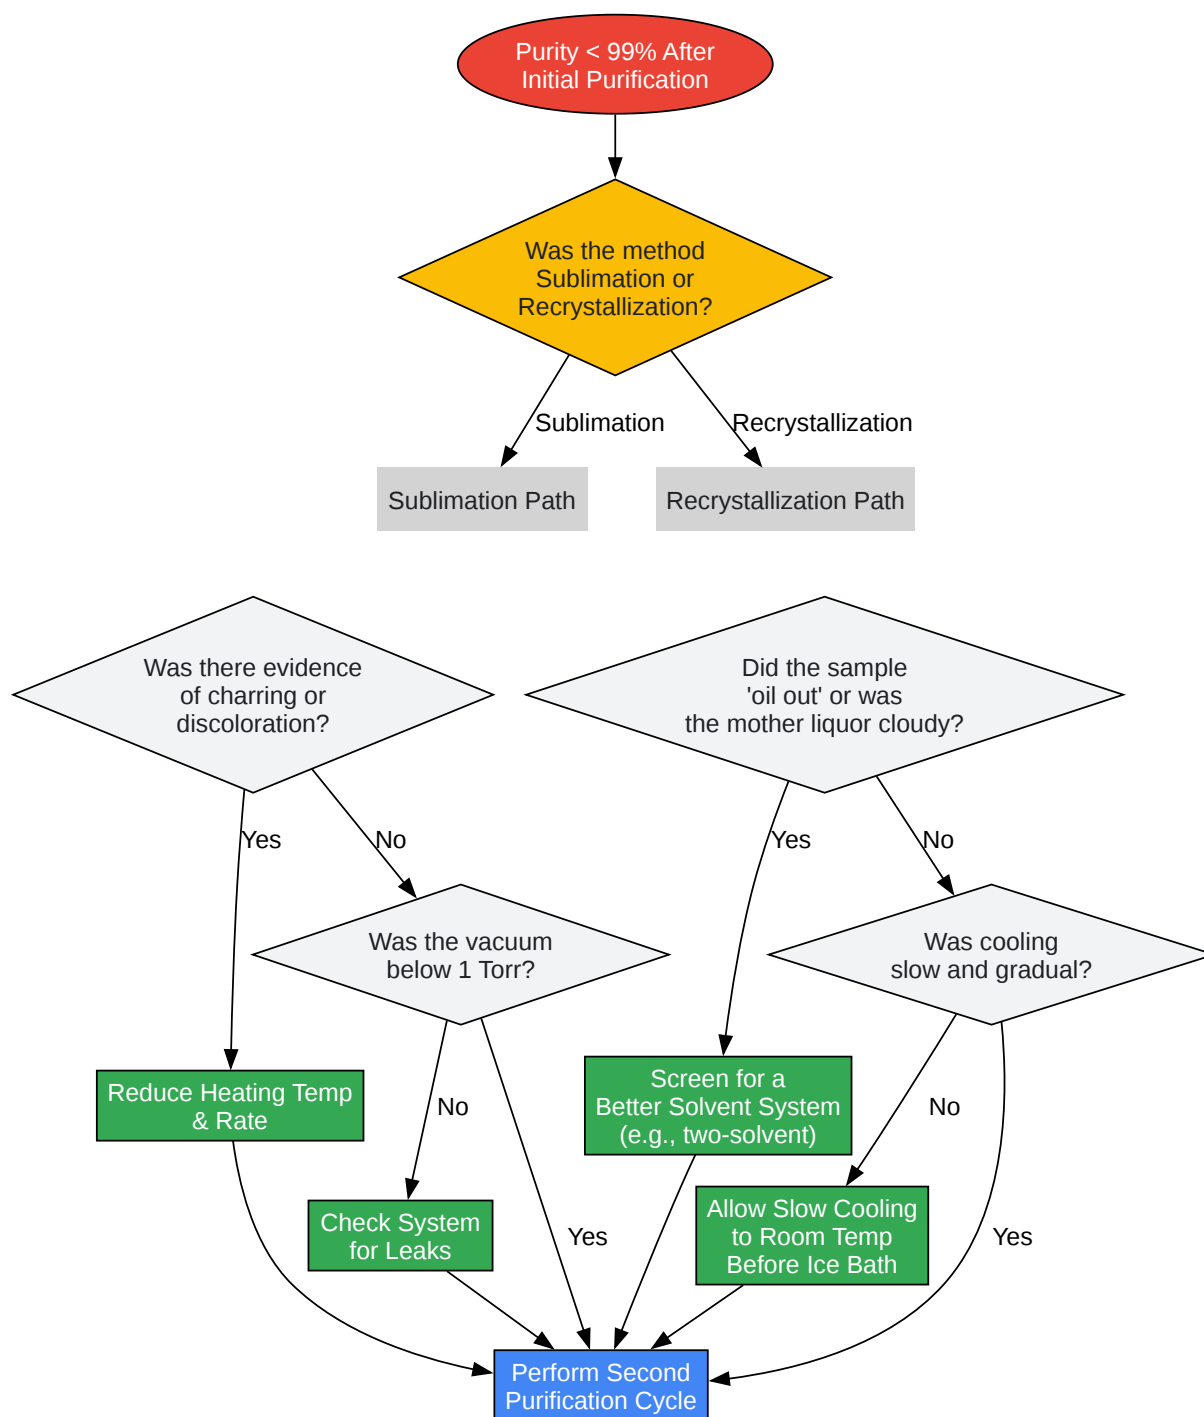 Purity < 99% After
Initial Purification
Was the method
Sublimation or
Recrystallization?
Sublimation
Recrystallization
Sublimation Path
Recrystallization Path
Was there evidence
of charring or
discoloration?
Did the sample
'oil out' or was
the mother liquor cloudy?
Yes
No
Yes
No
Was the vacuum
below 1 Torr?
Was cooling
slow and gradual?
Reduce Heating Temp
& Rate
No
Screen for a
Better Solvent System
(e.g., two-solvent)
No
Check System
for Leaks
Yes
Allow Slow Cooling
to Room Temp
Before Ice Bath
Yes
Perform Second
Purification Cycle